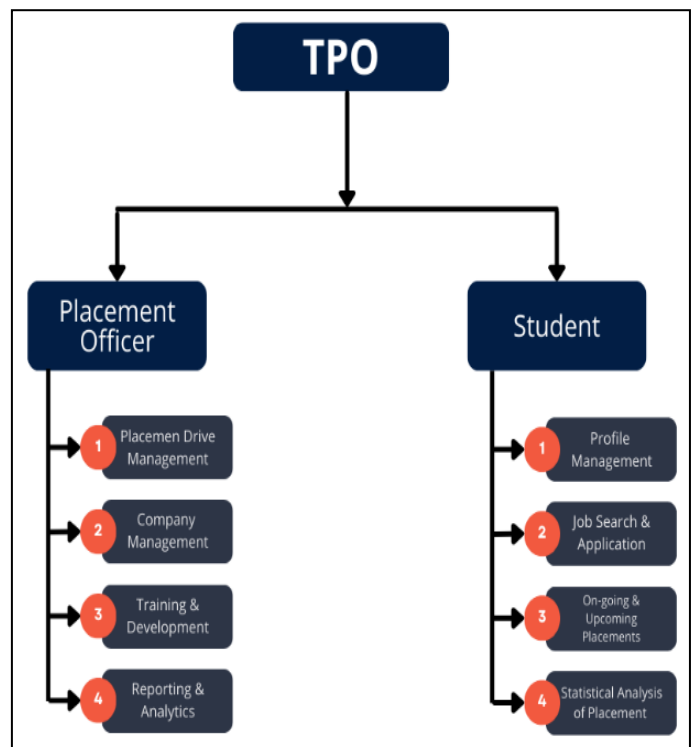 TPO
Placement
Officer
1
Placemen Drive
Management
2
Company
Management
3
Training &
Development
4
Reporting &
Analytics
Student
1
Profile
Management
2
Job Search &
Application
3
On-going &
Upcoming
Placements
4
Statistical Analysis
of Placement